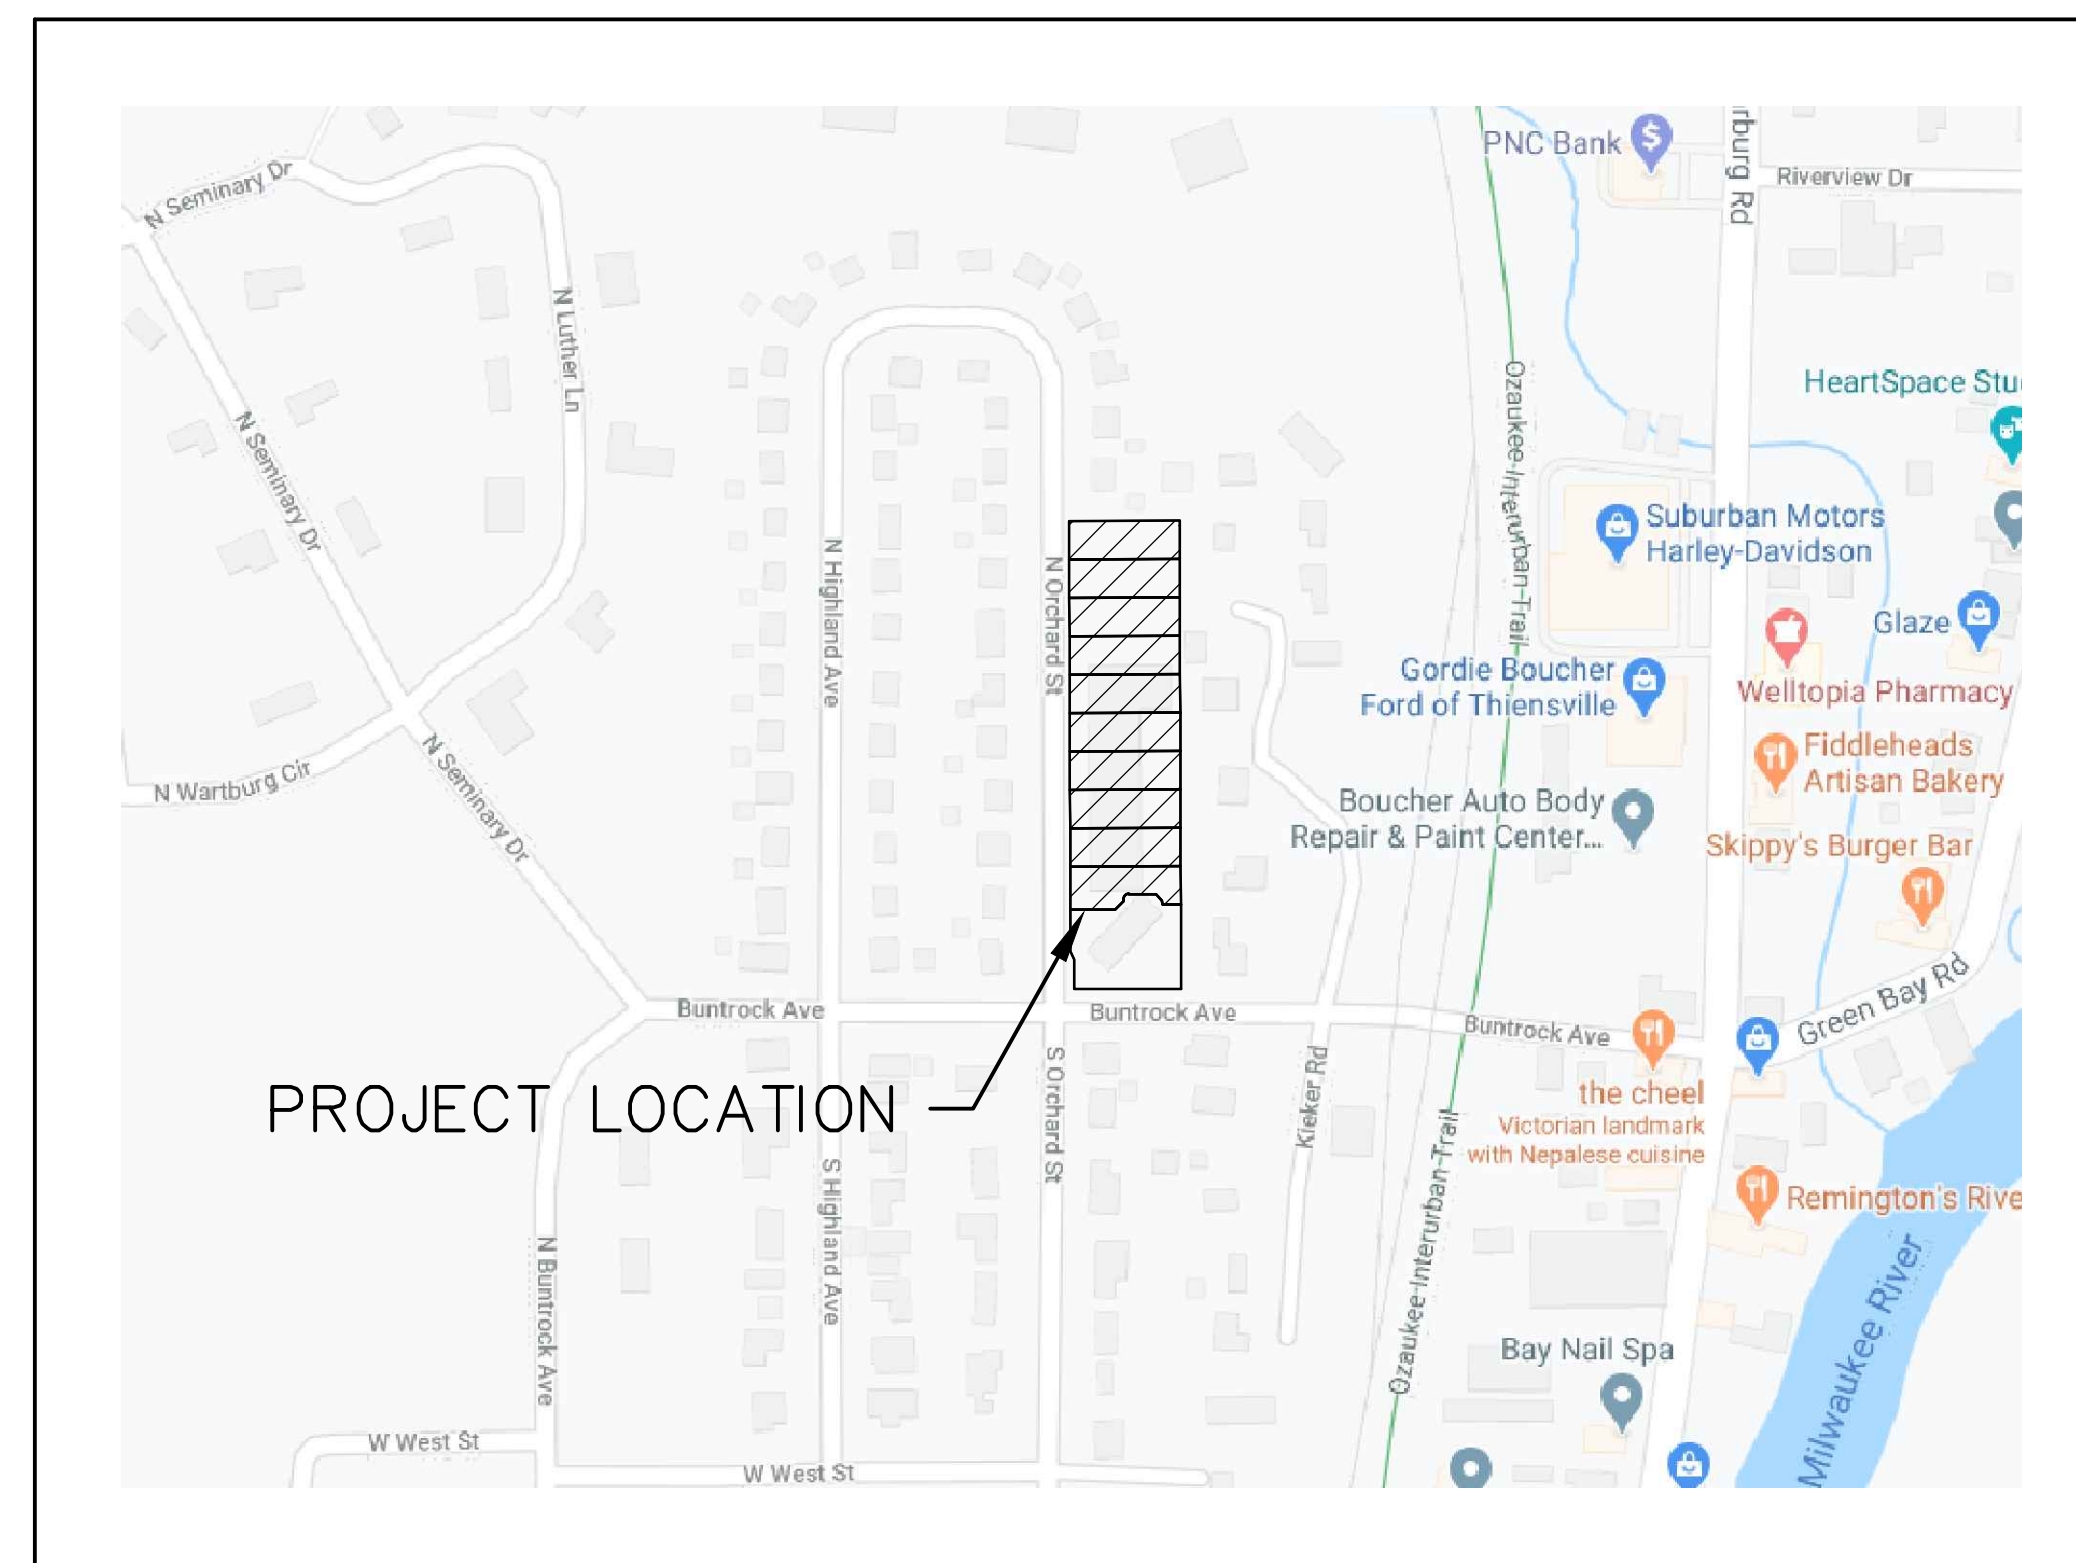 PNC Bank
rburg Rd
Riverview Dr
N Seminary Dr
N Luther Ln
HeartSpace Stu
Ozaukee Interurban Trail
N Seminary Dr
Suburban Motors
Harley-Davidson
N Highland Ave
N Orchard St
Glaze
Gordie Boucher
Ford of Thiensville
Welltopia Pharmacy
N Wartburg Cir
N Seminary Dr
Fiddleheads
Artisan Bakery
Boucher Auto Body
Repair & Paint Center...
Skippy's Burger Bar
Buntrock Ave
Buntrock Ave
Buntrock Ave
Green Bay Rd
PROJECT LOCATION
S Orchard St
Kieker Rd
the cheel
Victorian landmark
with Nepalese cuisine
S Highland Ave
Ozaukee Interurban Trail
Remington's Rive
N Buntrock Ave
Milwaukee River
Bay Nail Spa
W West St
W West St